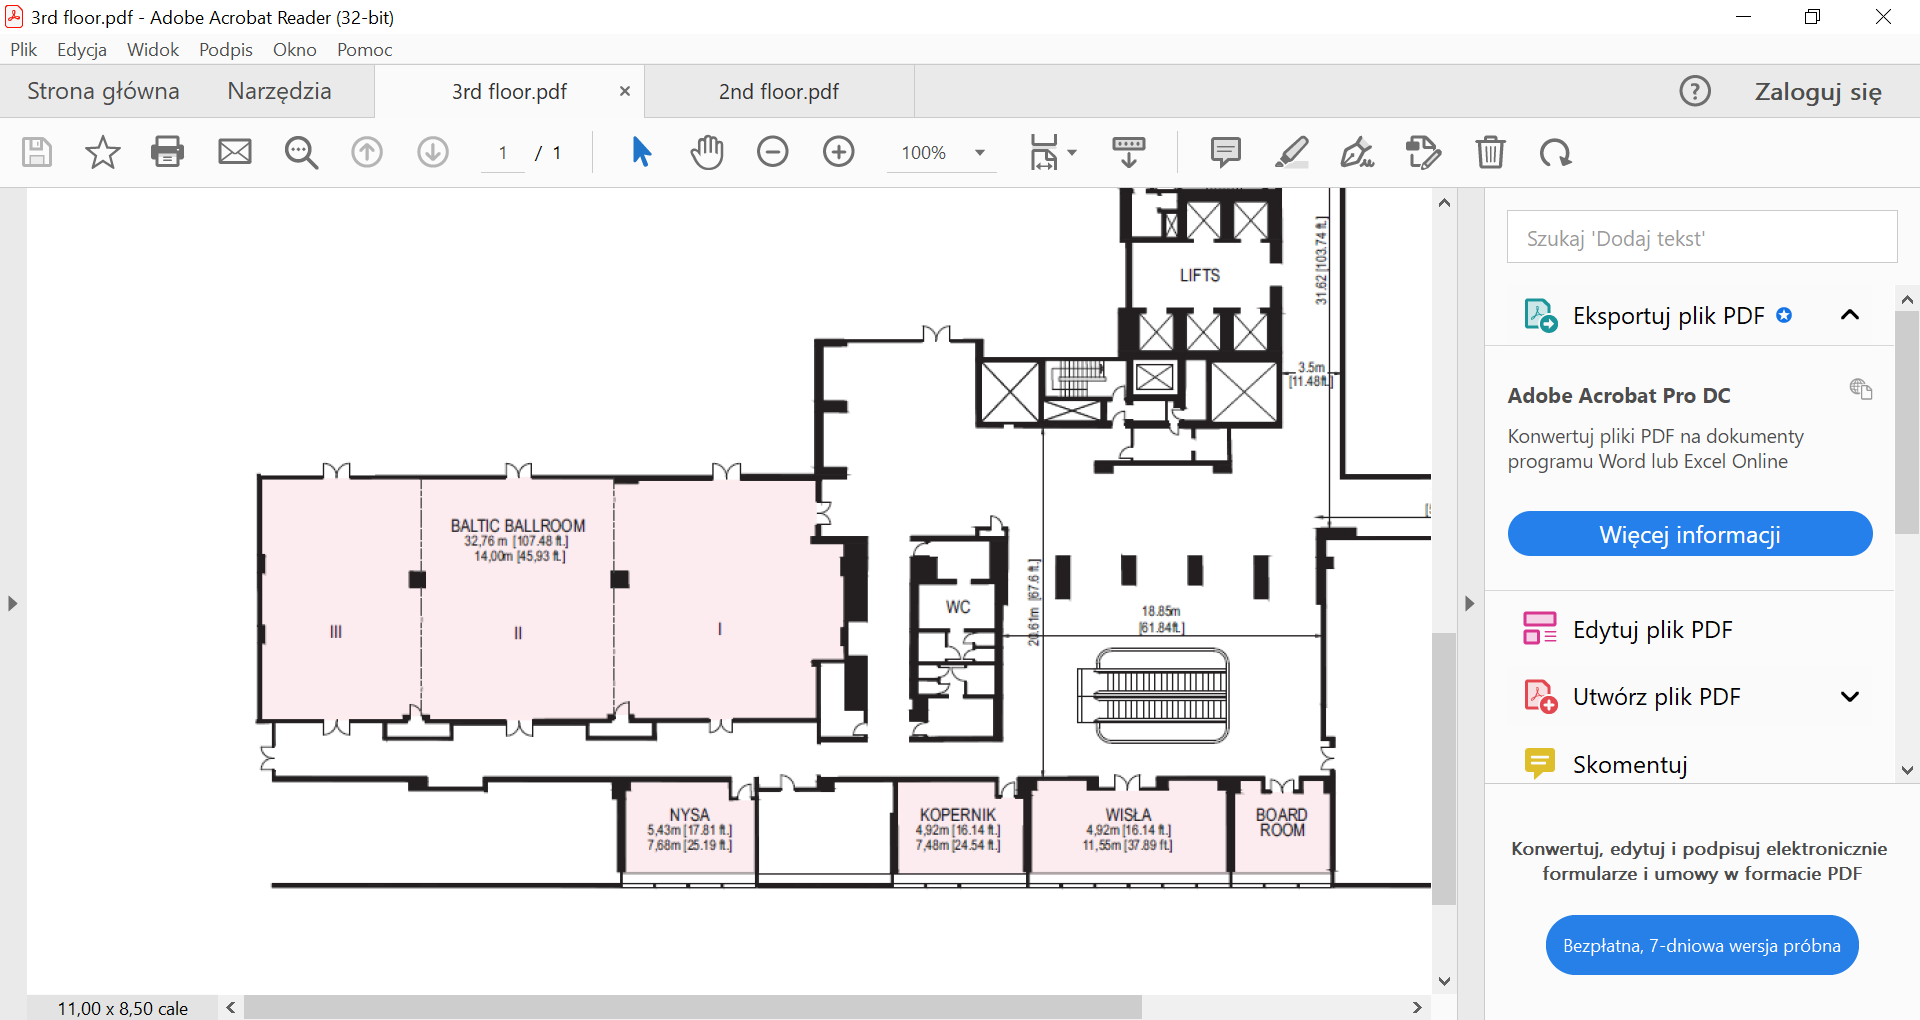 3rd floor.pdf - Adobe Acrobat Reader (32-bit)
Plik Edycja Widok Podpis Okno Pomoc
Strona główna Narzędzia 3rd floor.pdf × 2nd floor.pdf ? Zaloguj się
1 / 1 100%
31.62 [103.74 ft.]
LIFTS
3.5m
[11.48ft.]
BALTIC BALLROOM
32,76 m [107.48 ft.]
14,00m [45,93 ft.]
III
II
I
WC
20.61m [67.6 ft.]
18.85m
[61.84ft.]
NYSA
5,43m [17.81 ft.]
7,68m [25.19 ft.]
KOPERNIK
4,92m [16.14 ft.]
7,48m [24.54 ft.]
WISŁA
4,92m [16.14 ft.]
11,55m [37.89 ft.]
BOARD
ROOM
11,00 x 8,50 cale
Szukaj 'Dodaj tekst'
Eksportuj plik PDF
Adobe Acrobat Pro DC
Konwertuj pliki PDF na dokumenty
programu Word lub Excel Online
Więcej informacji
Edytuj plik PDF
Utwórz plik PDF
Skomentuj
Konwertuj, edytuj i podpisuj elektronicznie
formularze i umowy w formacie PDF
Bezpłatna, 7-dniowa wersja próbna